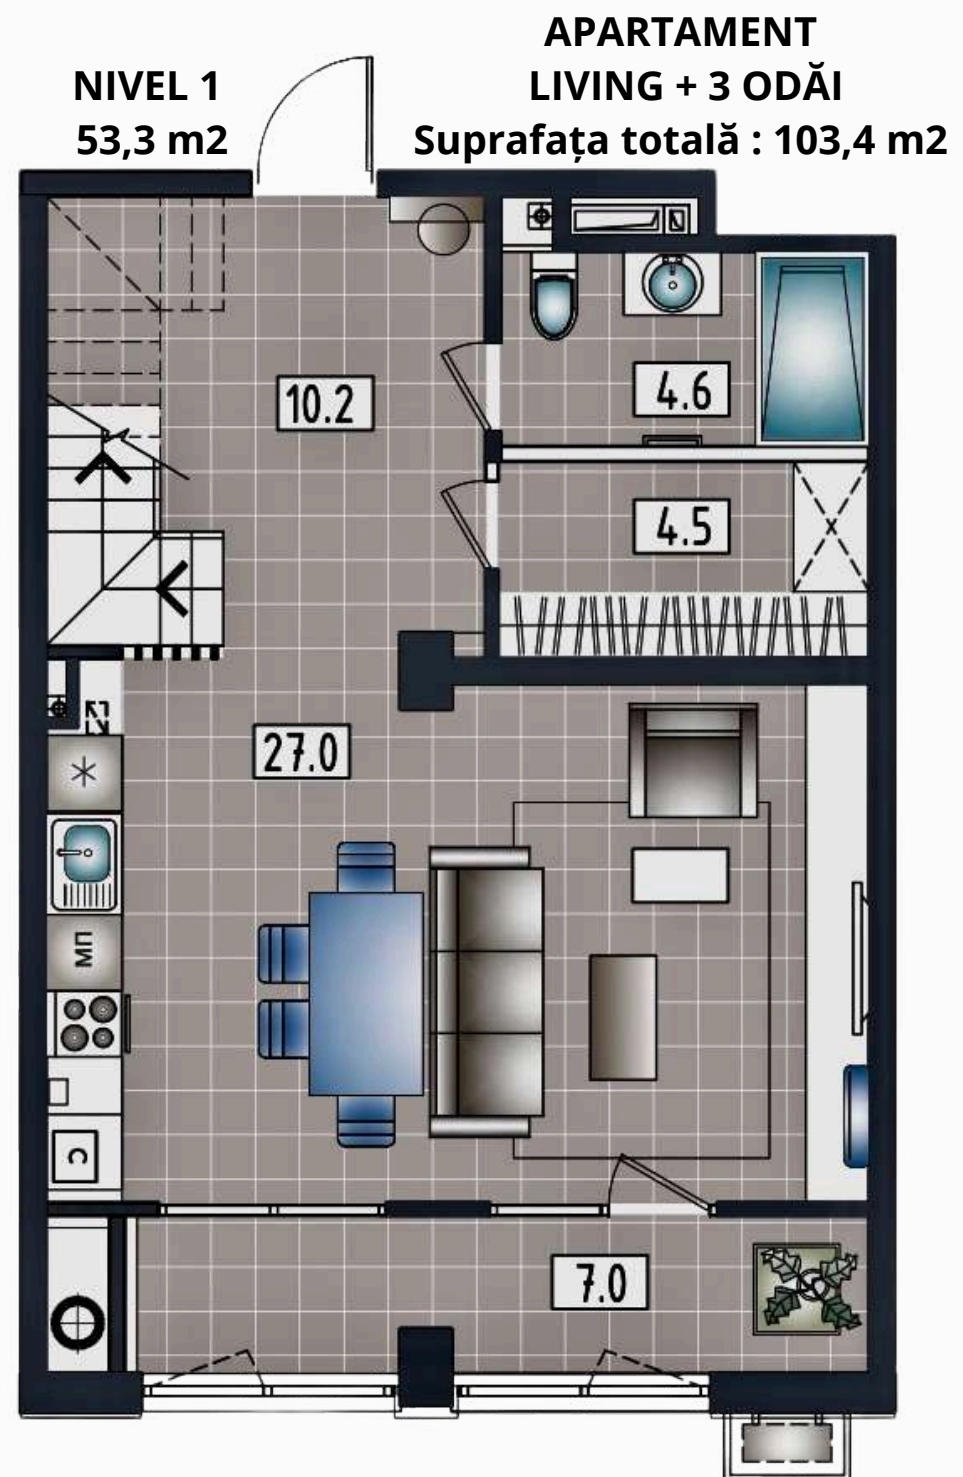 APARTAMENT
NIVEL 1
LIVING + 3 ODĂI
53,3 m2
Suprafața totală : 103,4 m2
10.2
4.6
4.5
27.0
МП
C
7.0